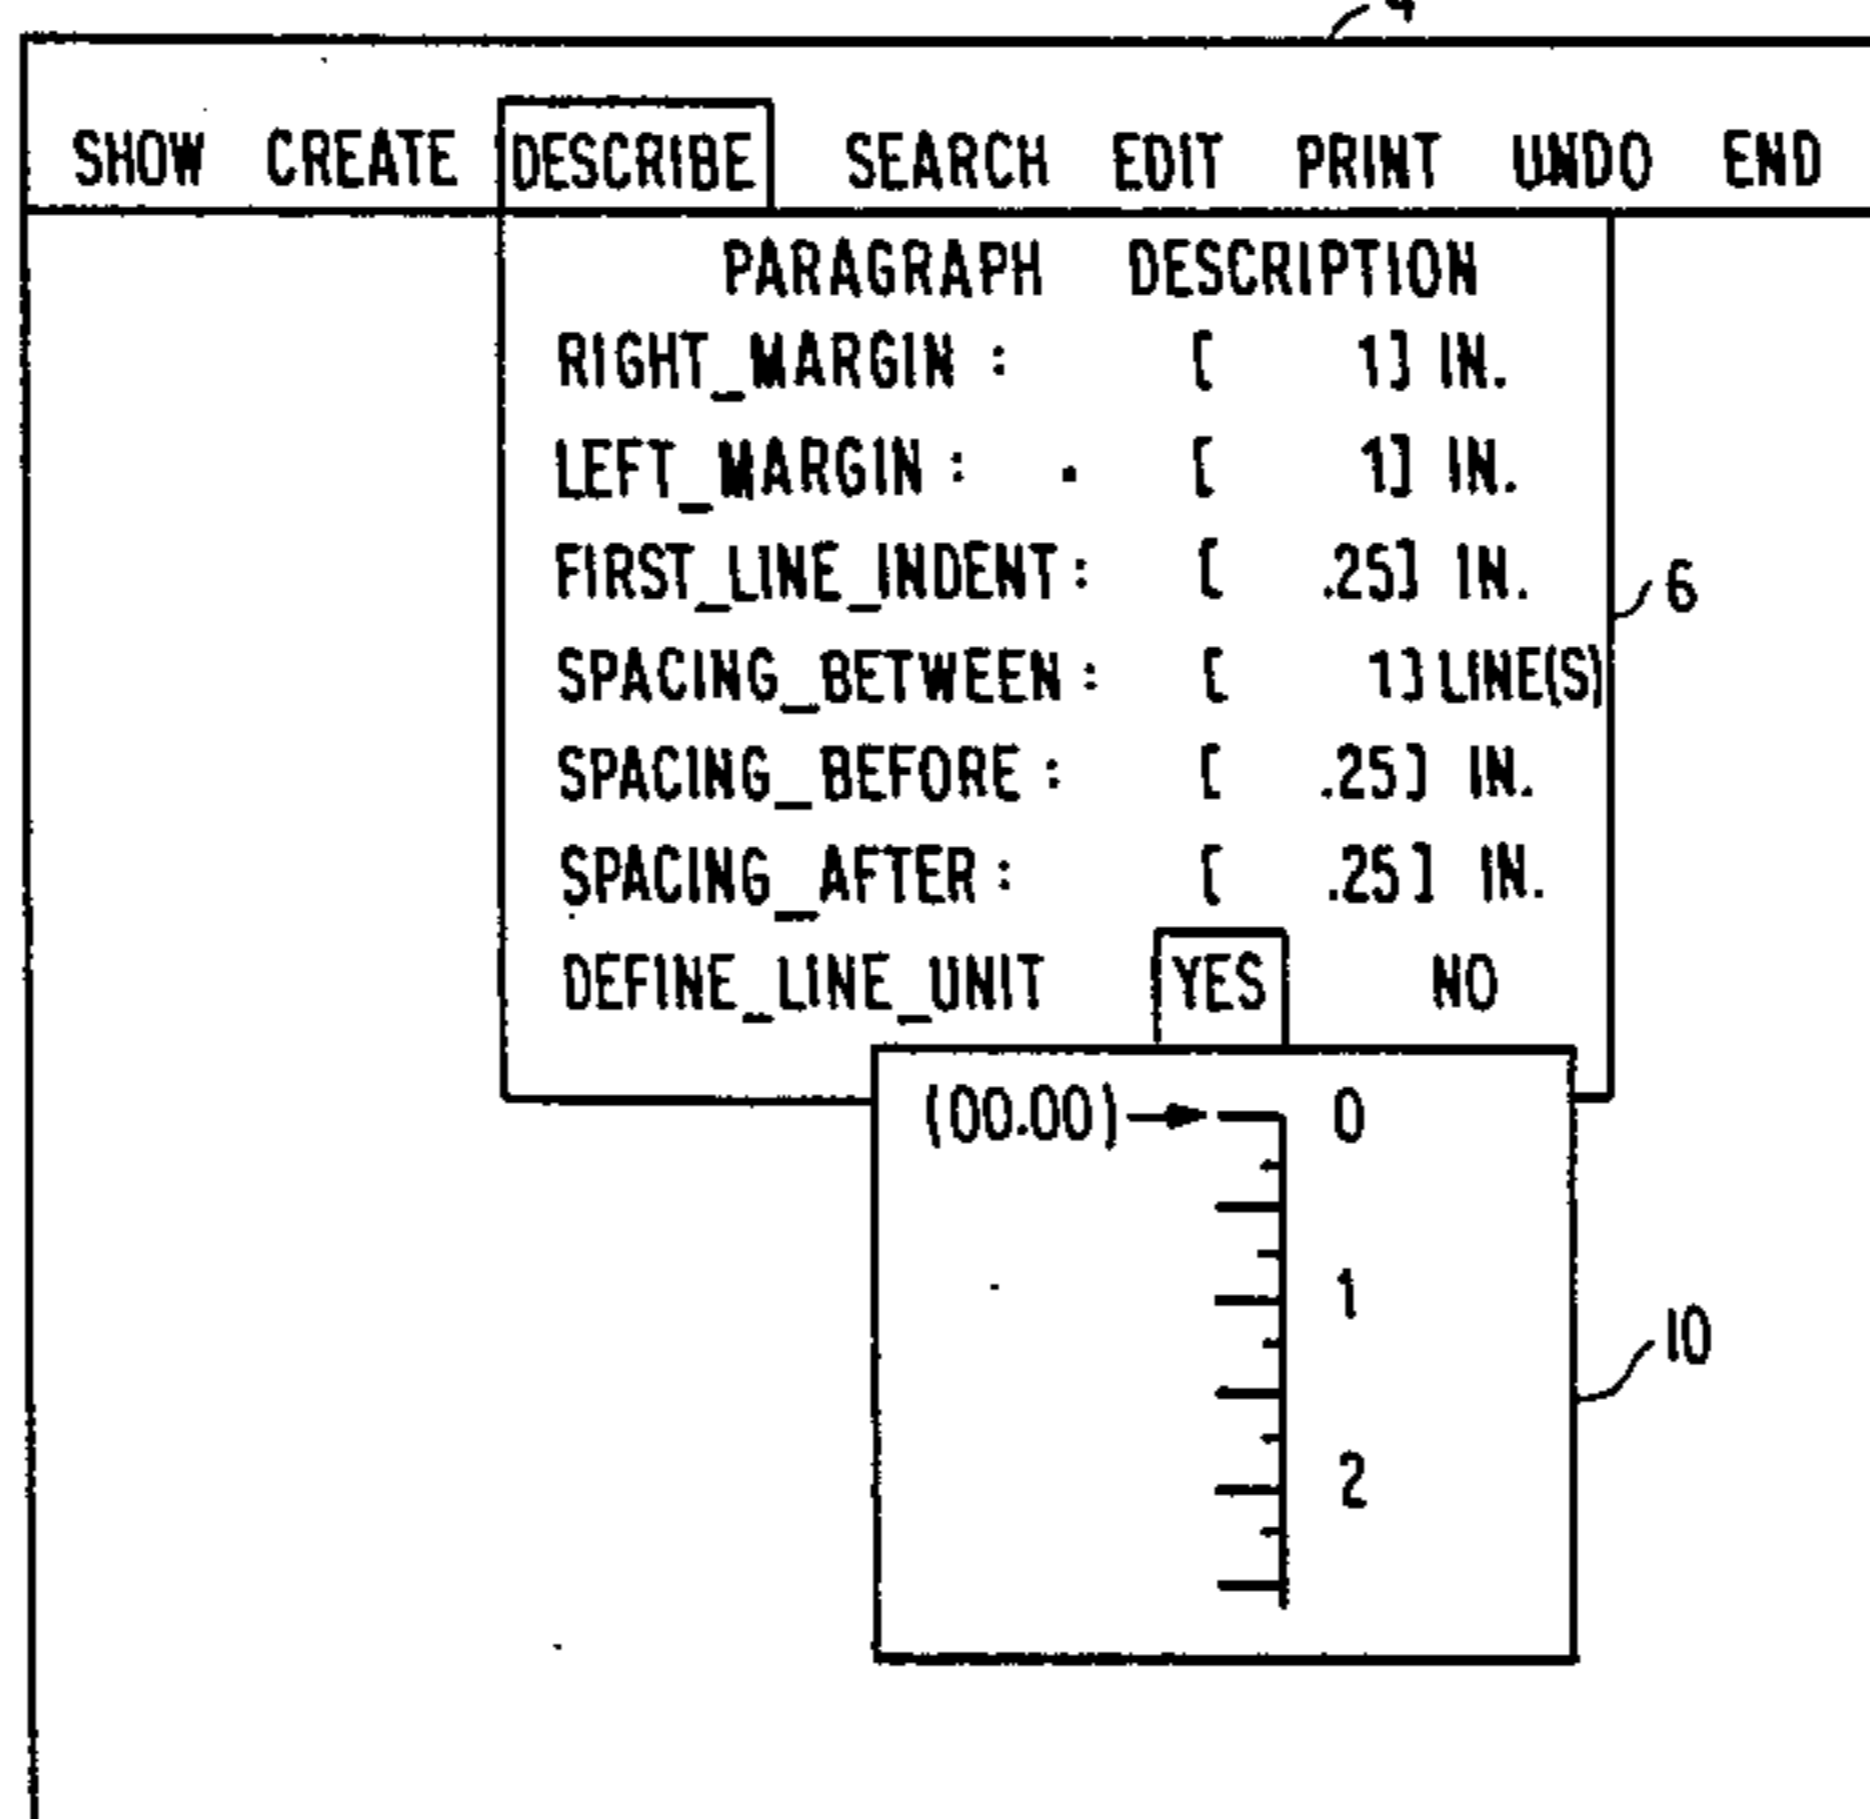 4
SHOW CREATE DESCRIBE SEARCH EDIT PRINT UNDO END
PARAGRAPH DESCRIPTION
RIGHT_MARGIN : [ 1] IN.
LEFT_MARGIN : . [ 1] IN.
FIRST_LINE_INDENT: [ .25] IN.
6
SPACING_BETWEEN : [ 1] LINE(S)
SPACING_BEFORE : [ .25] IN.
SPACING_AFTER : [ .25] IN.
DEFINE_LINE_UNIT YES NO
(00.00) 0
1
10
2